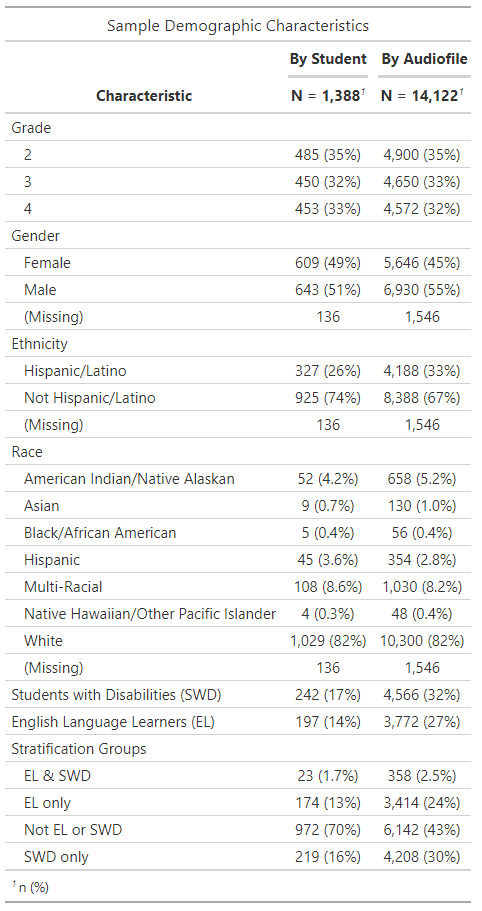 Sample Demographic Characteristics
By Student By Audiofile
Characteristic N = 1,388¹ N = 14,122¹
Grade
2 485 (35%) 4,900 (35%)
3 450 (32%) 4,650 (33%)
4 453 (33%) 4,572 (32%)
Gender
Female 609 (49%) 5,646 (45%)
Male 643 (51%) 6,930 (55%)
(Missing) 136 1,546
Ethnicity
Hispanic/Latino 327 (26%) 4,188 (33%)
Not Hispanic/Latino 925 (74%) 8,388 (67%)
(Missing) 136 1,546
Race
American Indian/Native Alaskan 52 (4.2%) 658 (5.2%)
Asian 9 (0.7%) 130 (1.0%)
Black/African American 5 (0.4%) 56 (0.4%)
Hispanic 45 (3.6%) 354 (2.8%)
Multi-Racial 108 (8.6%) 1,030 (8.2%)
Native Hawaiian/Other Pacific Islander 4 (0.3%) 48 (0.4%)
White 1,029 (82%) 10,300 (82%)
(Missing) 136 1,546
Students with Disabilities (SWD) 242 (17%) 4,566 (32%)
English Language Learners (EL) 197 (14%) 3,772 (27%)
Stratification Groups
EL & SWD 23 (1.7%) 358 (2.5%)
EL only 174 (13%) 3,414 (24%)
Not EL or SWD 972 (70%) 6,142 (43%)
SWD only 219 (16%) 4,208 (30%)
¹ n (%)